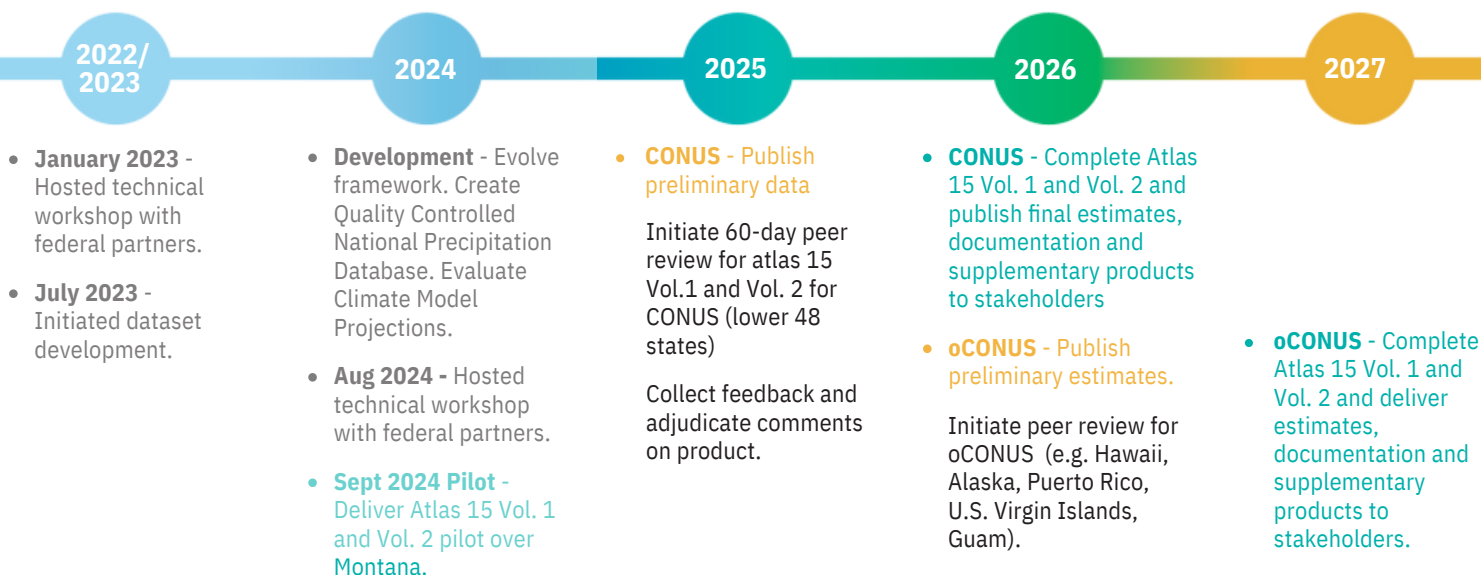 2022/
2023
2024
2025
2026
2027
• January 2023 -
Hosted technical
workshop with
federal partners.
• July 2023 -
Initiated dataset
development.
• Development - Evolve
framework. Create
Quality Controlled
National Precipitation
Database. Evaluate
Climate Model
Projections.
• Aug 2024 - Hosted
technical workshop
with federal partners.
• Sept 2024 Pilot -
Deliver Atlas 15 Vol. 1
and Vol. 2 pilot over
Montana.
• CONUS - Publish
preliminary data
Initiate 60-day peer
review for atlas 15
Vol.1 and Vol. 2 for
CONUS (lower 48
states)
Collect feedback and
adjudicate comments
on product.
• CONUS - Complete Atlas
15 Vol. 1 and Vol. 2 and
publish final estimates,
documentation and
supplementary products
to stakeholders
• oCONUS - Publish
preliminary estimates.
Initiate peer review for
oCONUS (e.g. Hawaii,
Alaska, Puerto Rico,
U.S. Virgin Islands,
Guam).
• oCONUS - Complete
Atlas 15 Vol. 1 and
Vol. 2 and deliver
estimates,
documentation and
supplementary
products to
stakeholders.